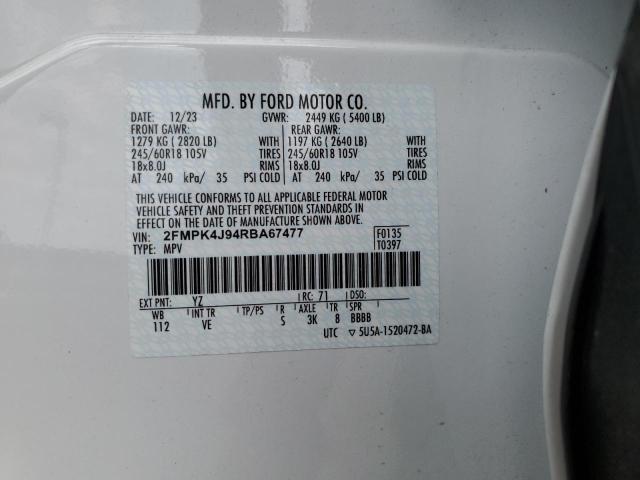 MFD. BY FORD MOTOR CO.
DATE: 12/23 GVWR: 2449 KG ( 5400 LB)
FRONT GAWR: REAR GAWR:
1279 KG ( 2820 LB) WITH 1197 KG ( 2640 LB) WITH
245/60R18 105V TIRES 245/60R18 105V TIRES
18x8.0J RIMS 18x8.0J RIMS
AT 240 kPa/ 35 PSI COLD AT 240 kPa/ 35 PSI COLD
THIS VEHICLE CONFORMS TO ALL APPLICABLE FEDERAL MOTOR
VEHICLE SAFETY AND THEFT PREVENTION STANDARDS IN
EFFECT ON THE DATE OF MANUFACTURE SHOWN ABOVE.
VIN: 2FMPK4J94RBA67477 F0135
TYPE: MPV T0397
EXT PNT: YZ RC: 71 DSO:
WB INT TR TP/PS R AXLE TR SPR
112 VE S 3K 8 BBBB
UTC ▽ 5U5A-1520472-BA